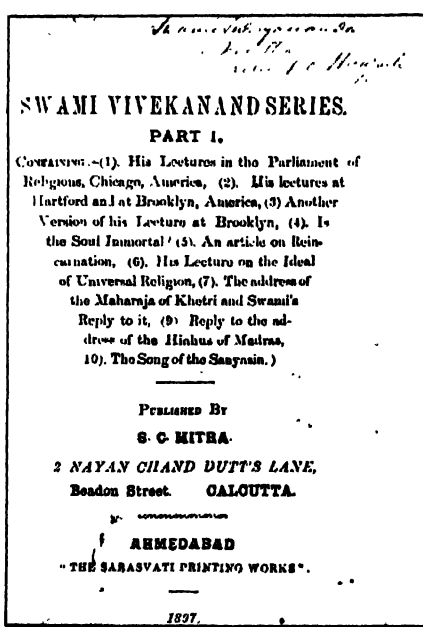 SWAMI VIVEKANAND SERIES.
PART I.
CONTAINING.-(1). His Lectures in the Parliament of
Religious, Chicago, America, (2). His lectures at
Hartford and at Brooklyn, America, (3) Another
Version of his Lecture at Brooklyn, (4). Is
the Soul Immortal? (5). An article on Rein-
carnation, (6). His Lecture on the Ideal
of Universal Religion, (7). The address of
the Maharaja of Khetri and Swami's
Reply to it, (9) Reply to the ad-
dress of the Hindus of Madras,
10). The Song of the Sanyasin.)
PUBLISHED BY
S. C. MITRA.
2 NAYAN CHAND DUTT'S LANE,
Beadon Street. CALCUTTA.
AHMEDABAD
"THE SARASVATI PRINTING WORKS".
1897.